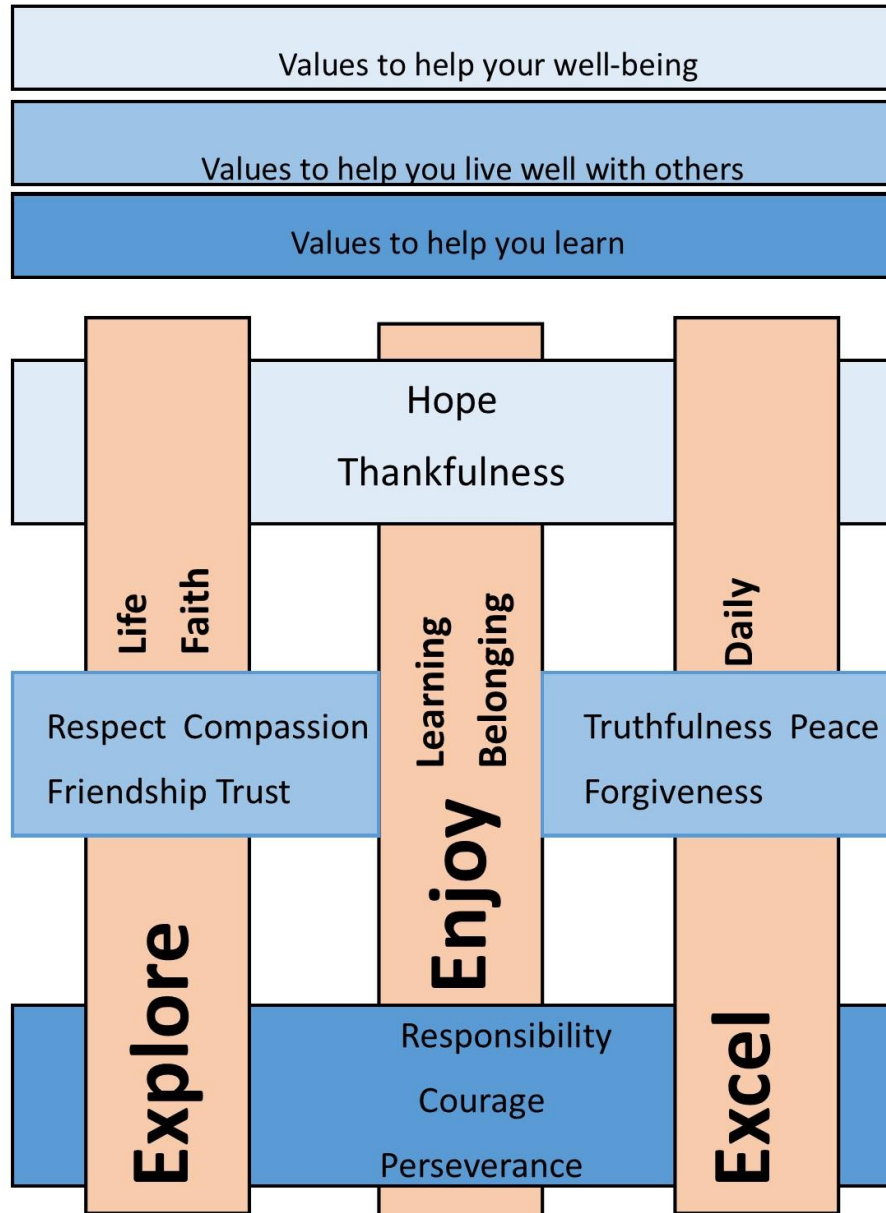 Values to help your well-being
Values to help you live well with others
Values to help you learn
Hope
Thankfulness
Life
Faith
Explore
Learning
Belonging
Enjoy
Daily
Excel
Respect Compassion
Friendship Trust
Truthfulness Peace
Forgiveness
Responsibility
Courage
Perseverance